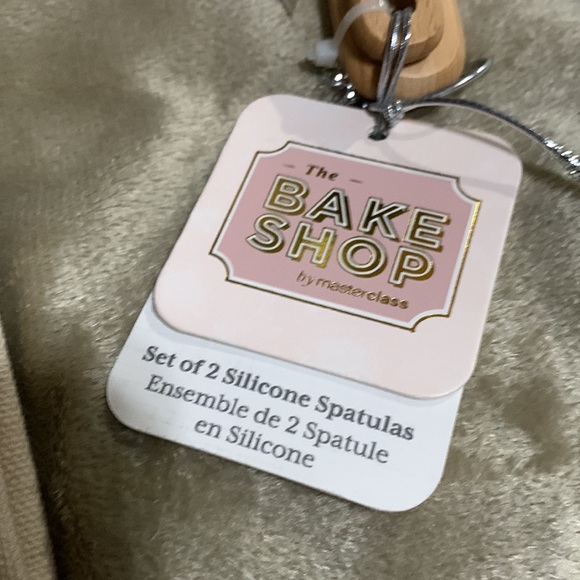 The
BAKE
SHOP
by masterclass
Set of 2 Silicone Spatulas
Ensemble de 2 Spatule
en Silicone